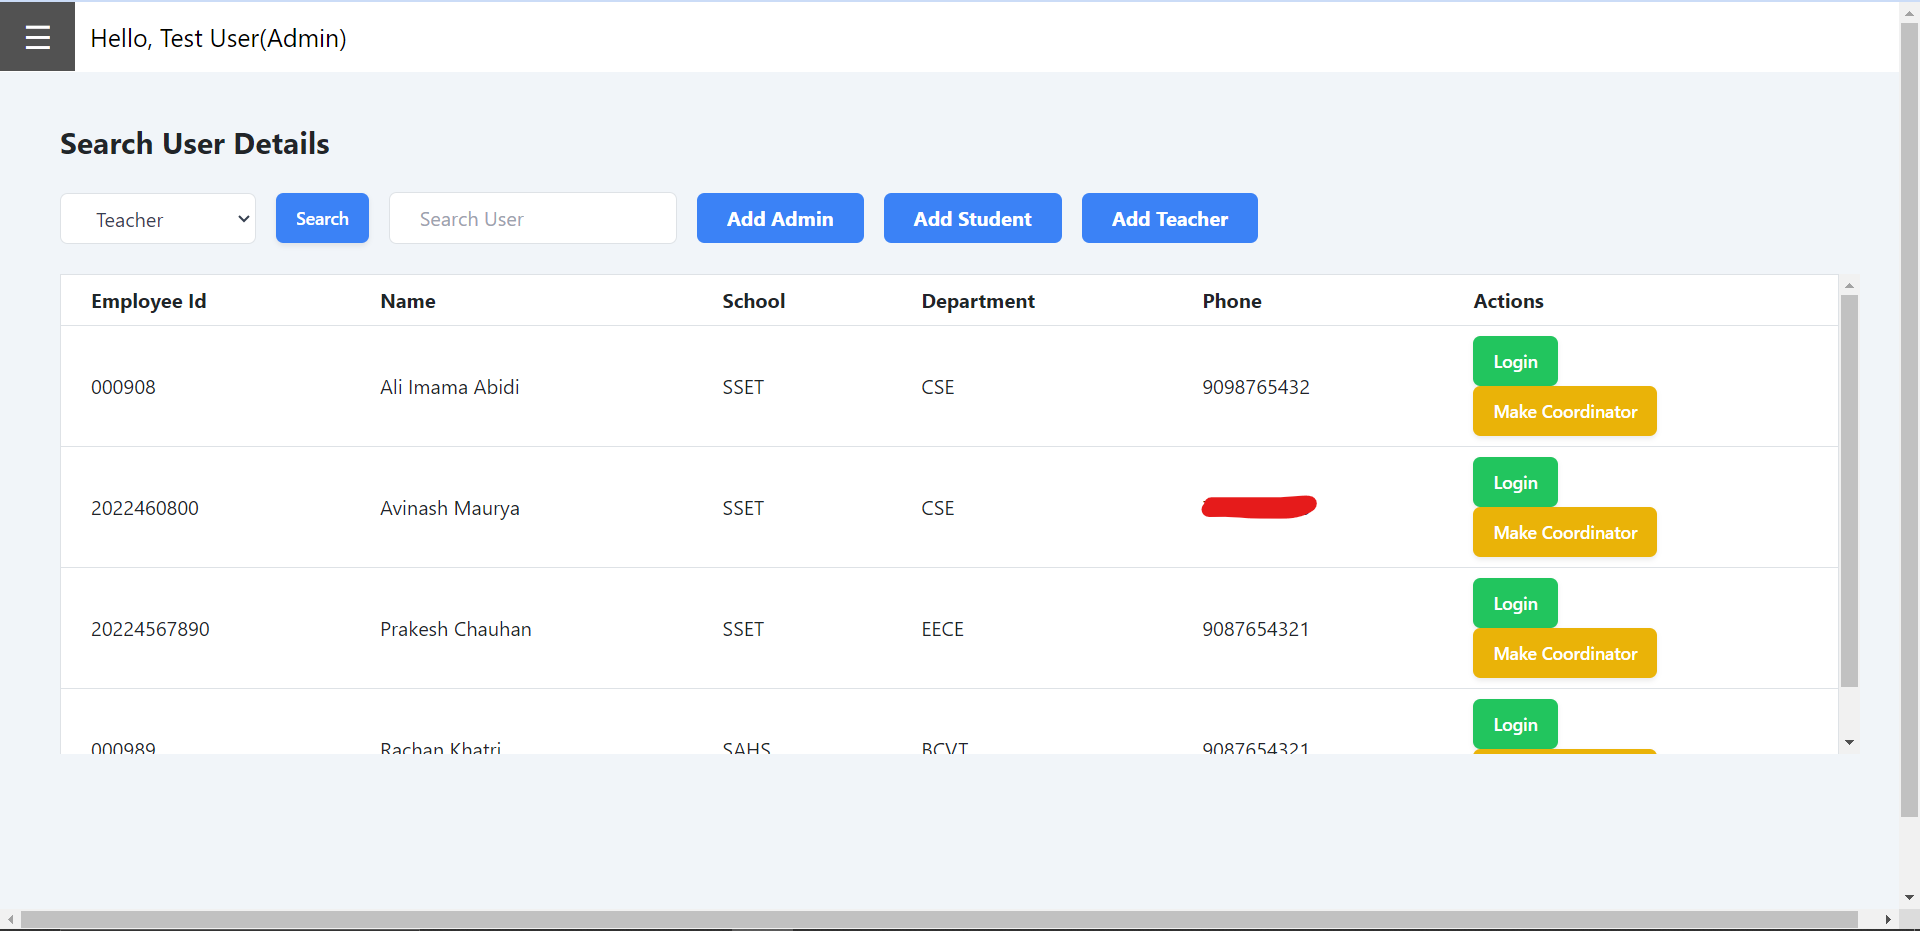 Hello, Test User(Admin)
Search User Details
Teacher Search Search User Add Admin Add Student Add Teacher
Employee Id Name School Department Phone Actions
000908 Ali Imama Abidi SSET CSE 9098765432 Login
Make Coordinator
2022460800 Avinash Maurya SSET CSE Login
Make Coordinator
20224567890 Prakesh Chauhan SSET EECE 9087654321 Login
Make Coordinator
Login
000989 Rachan Khatri SAHS BCVT 9087654321